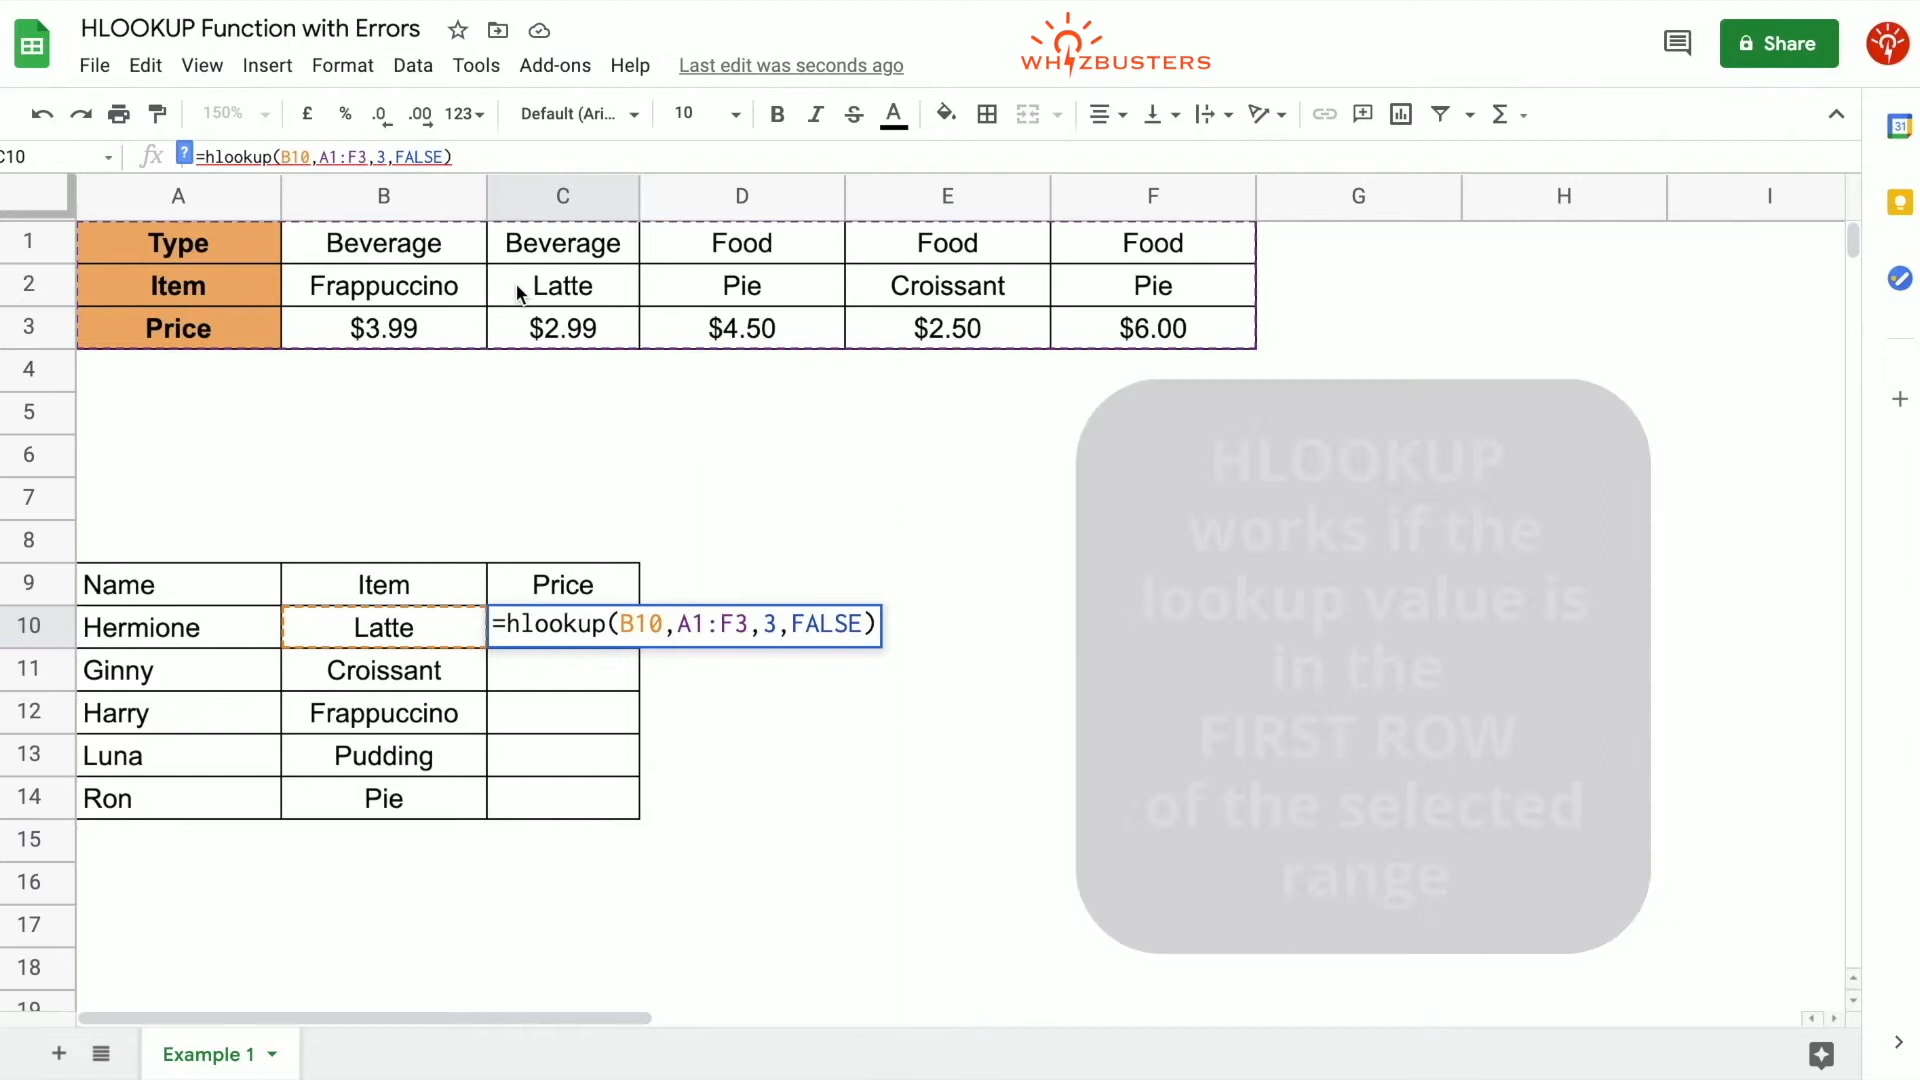 HLOOKUP Function with Errors
WHIZBUSTERS
Share
File Edit View Insert Format Data Tools Add-ons Help Last edit was seconds ago
150% £ % .0 .00 123 Default (Ari... 10 B I S A Σ
31
C10 fx ? =hlookup(B10,A1:F3,3,FALSE)
A B C D E F G H I
1 Type Beverage Beverage Food Food Food
2 Item Frappuccino Latte Pie Croissant Pie
3 Price $3.99 $2.99 $4.50 $2.50 $6.00
4
5
6
7
8
9 Name Item Price
10 Hermione Latte =hlookup(B10,A1:F3,3,FALSE)
11 Ginny Croissant
12 Harry Frappuccino
13 Luna Pudding
14 Ron Pie
15
16
17
18
19
HLOOKUP
works if the
lookup value is
in the
FIRST ROW
of the selected
range
Example 1